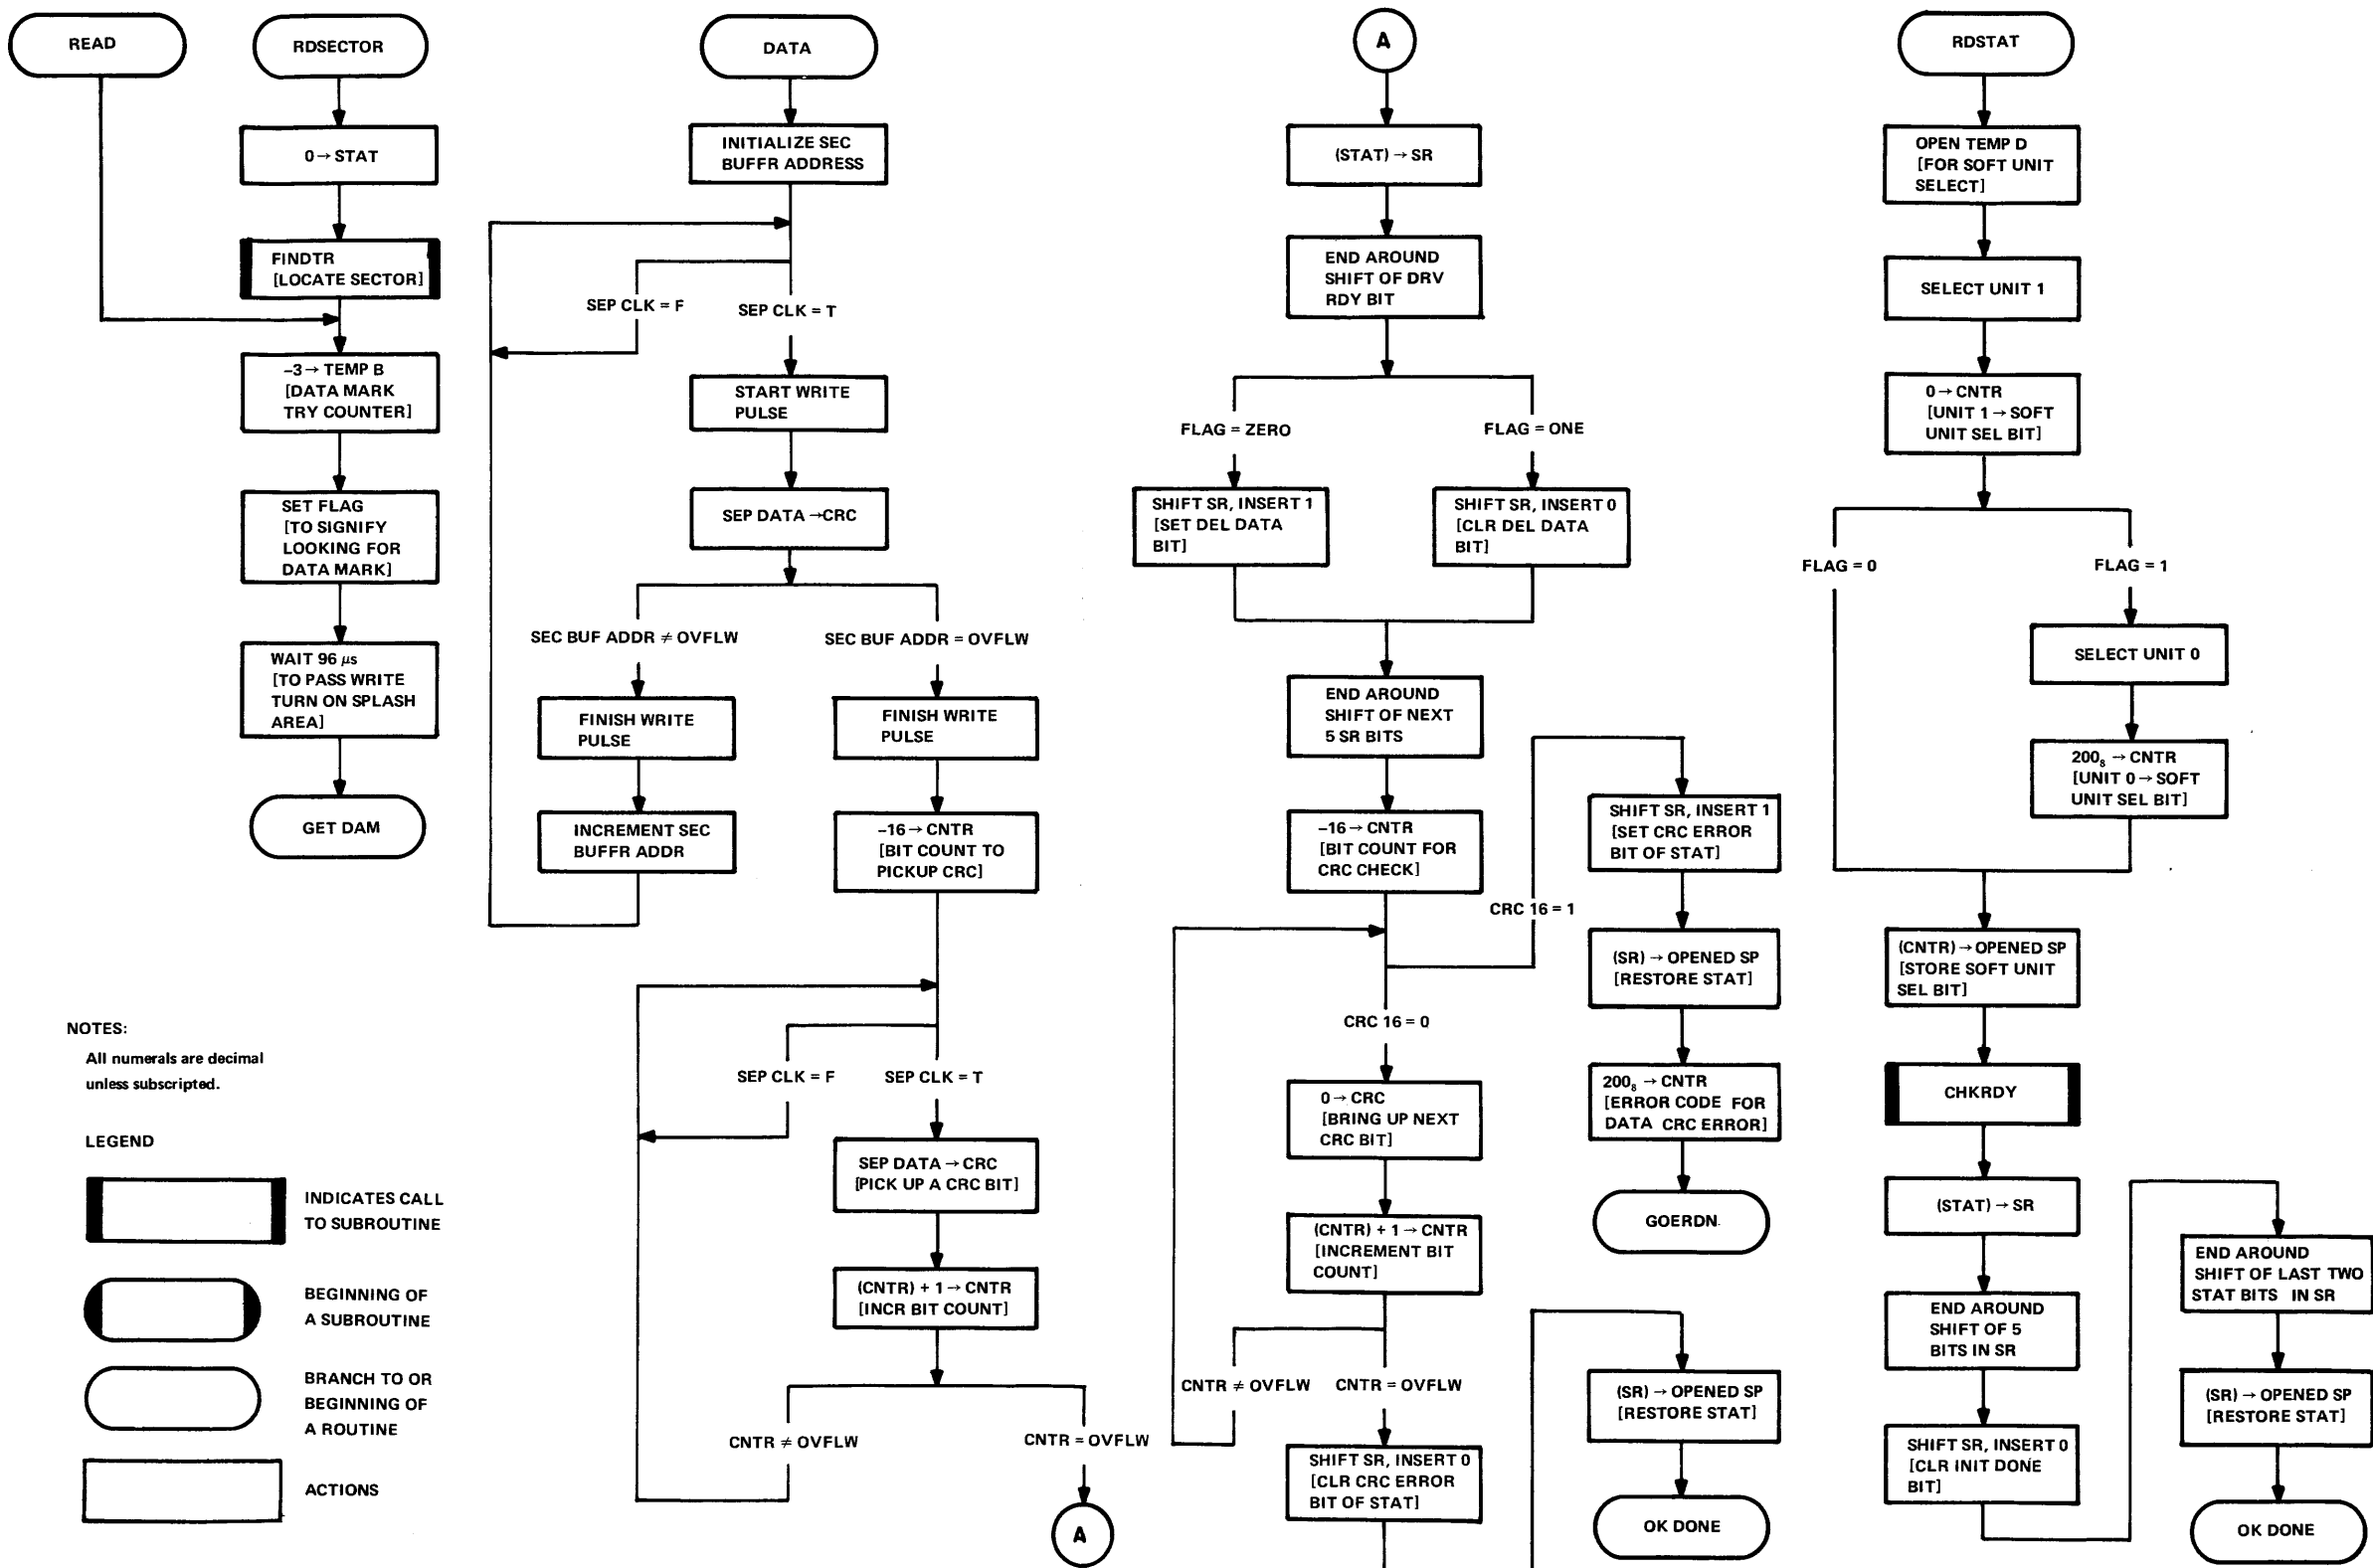 READ
RDSECTOR
0 → STAT
FINDTR
[LOCATE SECTOR]
–3 → TEMP B
[DATA MARK
TRY COUNTER]
SET FLAG
[TO SIGNIFY
LOOKING FOR
DATA MARK]
WAIT 96 μs
[TO PASS WRITE
TURN ON SPLASH
AREA]
GET DAM
NOTES:
All numerals are decimal
unless subscripted.
LEGEND
INDICATES CALL
TO SUBROUTINE
BEGINNING OF
A SUBROUTINE
BRANCH TO OR
BEGINNING OF
A ROUTINE
ACTIONS
DATA
INITIALIZE SEC
BUFFR ADDRESS
SEP CLK = F
SEP CLK = T
START WRITE
PULSE
SEP DATA → CRC
SEC BUF ADDR ≠ OVFLW
SEC BUF ADDR = OVFLW
FINISH WRITE
PULSE
INCREMENT SEC
BUFFR ADDR
FINISH WRITE
PULSE
–16 → CNTR
[BIT COUNT TO
PICKUP CRC]
SEP CLK = F
SEP CLK = T
SEP DATA → CRC
[PICK UP A CRC BIT]
(CNTR) + 1 → CNTR
[INCR BIT COUNT]
CNTR ≠ OVFLW
CNTR = OVFLW
A
A
(STAT) → SR
END AROUND
SHIFT OF DRV
RDY BIT
FLAG = ZERO
FLAG = ONE
SHIFT SR, INSERT 1
[SET DEL DATA
BIT]
SHIFT SR, INSERT 0
[CLR DEL DATA
BIT]
END AROUND
SHIFT OF NEXT
5 SR BITS
–16 → CNTR
[BIT COUNT FOR
CRC CHECK]
CRC 16 = 1
CRC 16 = 0
0 → CRC
[BRING UP NEXT
CRC BIT]
(CNTR) + 1 → CNTR
[INCREMENT BIT
COUNT]
CNTR ≠ OVFLW
CNTR = OVFLW
SHIFT SR, INSERT 0
[CLR CRC ERROR
BIT OF STAT]
SHIFT SR, INSERT 1
[SET CRC ERROR
BIT OF STAT]
(SR) → OPENED SP
[RESTORE STAT]
200₈ → CNTR
[ERROR CODE FOR
DATA CRC ERROR]
GOERDN
(SR) → OPENED SP
[RESTORE STAT]
OK DONE
RDSTAT
OPEN TEMP D
[FOR SOFT UNIT
SELECT]
SELECT UNIT 1
0 → CNTR
[UNIT 1 → SOFT
UNIT SEL BIT]
FLAG = 0
FLAG = 1
SELECT UNIT 0
200₈ → CNTR
[UNIT 0 → SOFT
UNIT SEL BIT]
(CNTR) → OPENED SP
[STORE SOFT UNIT
SEL BIT]
CHKRDY
(STAT) → SR
END AROUND
SHIFT OF 5
BITS IN SR
SHIFT SR, INSERT 0
[CLR INIT DONE
BIT]
END AROUND
SHIFT OF LAST TWO
STAT BITS IN SR
(SR) → OPENED SP
[RESTORE STAT]
OK DONE